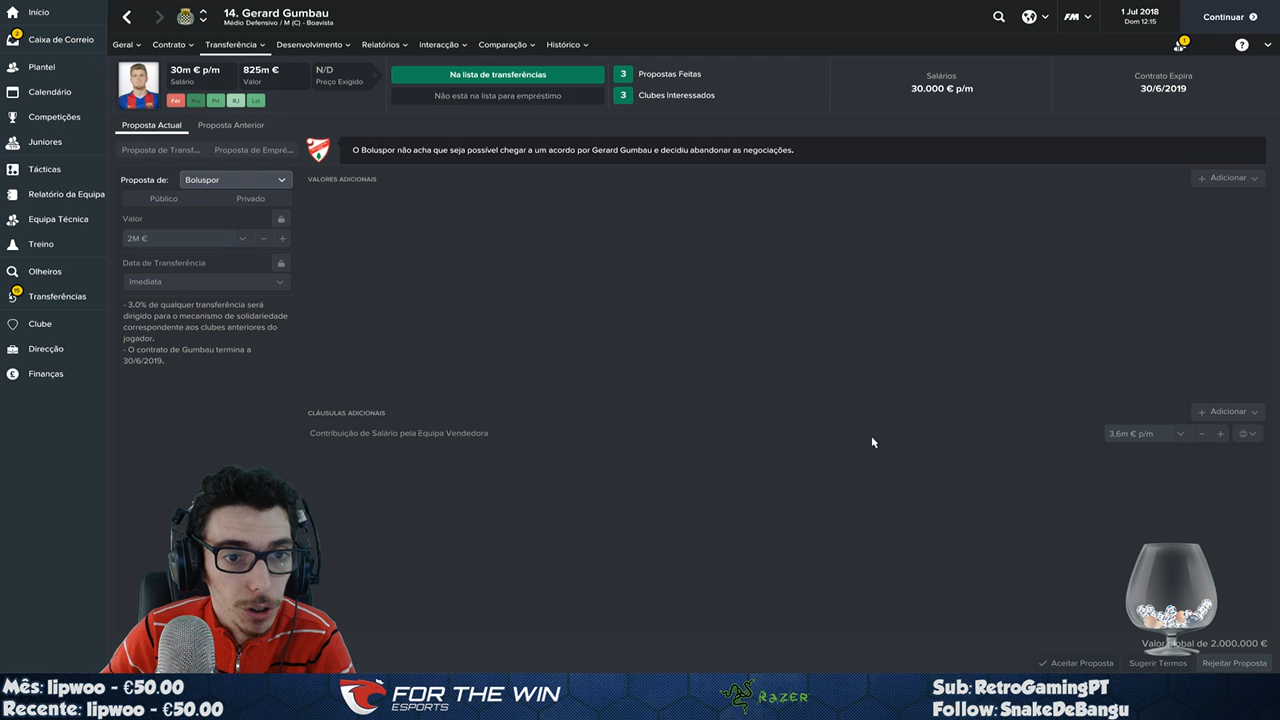 Início
2
Caixa de Correio
Plantel
Calendário
Competições
Juniores
Tácticas
Relatório da Equipa
Equipa Técnica
Treino
Olheiros
15
Transferências
Clube
Direcção
Finanças
14. Gerard Gumbau
Médio Defensivo / M (C) - Boavista
FM
1 Jul 2018
Dom 12:15
Continuar
Geral
Contrato
Transferência
Desenvolvimento
Relatórios
Interacção
Comparação
Histórico
1
?
30m € p/m
Salário
825m €
Valor
N/D
Preço Exigido
Fér
Pre
Pri
RJ
Lst
Na lista de transferências
Não está na lista para empréstimo
3 Propostas Feitas
3 Clubes Interessados
Salários
30.000 € p/m
Contrato Expira
30/6/2019
Proposta Actual
Proposta Anterior
Proposta de Transf...
Proposta de Empré...
O Boluspor não acha que seja possível chegar a um acordo por Gerard Gumbau e decidiu abandonar as negociações.
Proposta de:
Boluspor
Público
Privado
Valor
2M €
Data de Transferência
Imediata
- 3.0% de qualquer transferência será
dirigido para o mecanismo de solidariedade
correspondente aos clubes anteriores do
jogador.
- O contrato de Gumbau termina a
30/6/2019.
VALORES ADICIONAIS
+ Adicionar
CLÁUSULAS ADICIONAIS
+ Adicionar
Contribuição de Salário pela Equipa Vendedora
3,6m € p/m
Valor global de 2.000.000 €
Aceitar Proposta
Sugerir Termos
Rejeitar Proposta
Mês: lipwoo - €50.00
Recente: lipwoo - €50.00
FOR THE WIN
ESPORTS
RAZER
Sub: RetroGamingPT
Follow: SnakeDeBangu